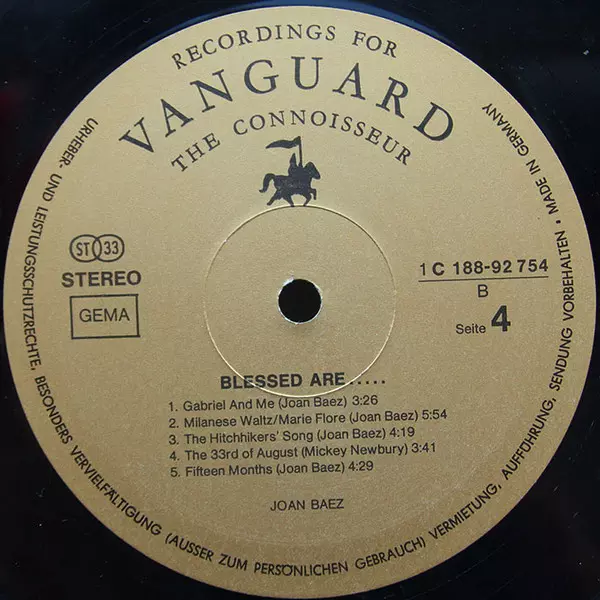 RECORDINGS FOR
VANGUARD
THE CONNOISSEUR
ST 33
STEREO
GEMA
1 C 188-92 754
B
Seite 4
BLESSED ARE.....
1. Gabriel And Me (Joan Baez) 3:26
2. Milanese Waltz/Marie Flore (Joan Baez) 5:54
3. The Hitchhikers' Song (Joan Baez) 4:19
4. The 33rd of August (Mickey Newbury) 3:41
5. Fifteen Months (Joan Baez) 4:29
JOAN BAEZ
URHEBER- UND LEISTUNGSSCHUTZRECHTE, BESONDERS VERVIELFÄLTIGUNG (AUSSER ZUM PERSÖNLICHEN GEBRAUCH) VERMIETUNG, AUFFÜHRUNG, SENDUNG VORBEHALTEN • MADE IN GERMANY